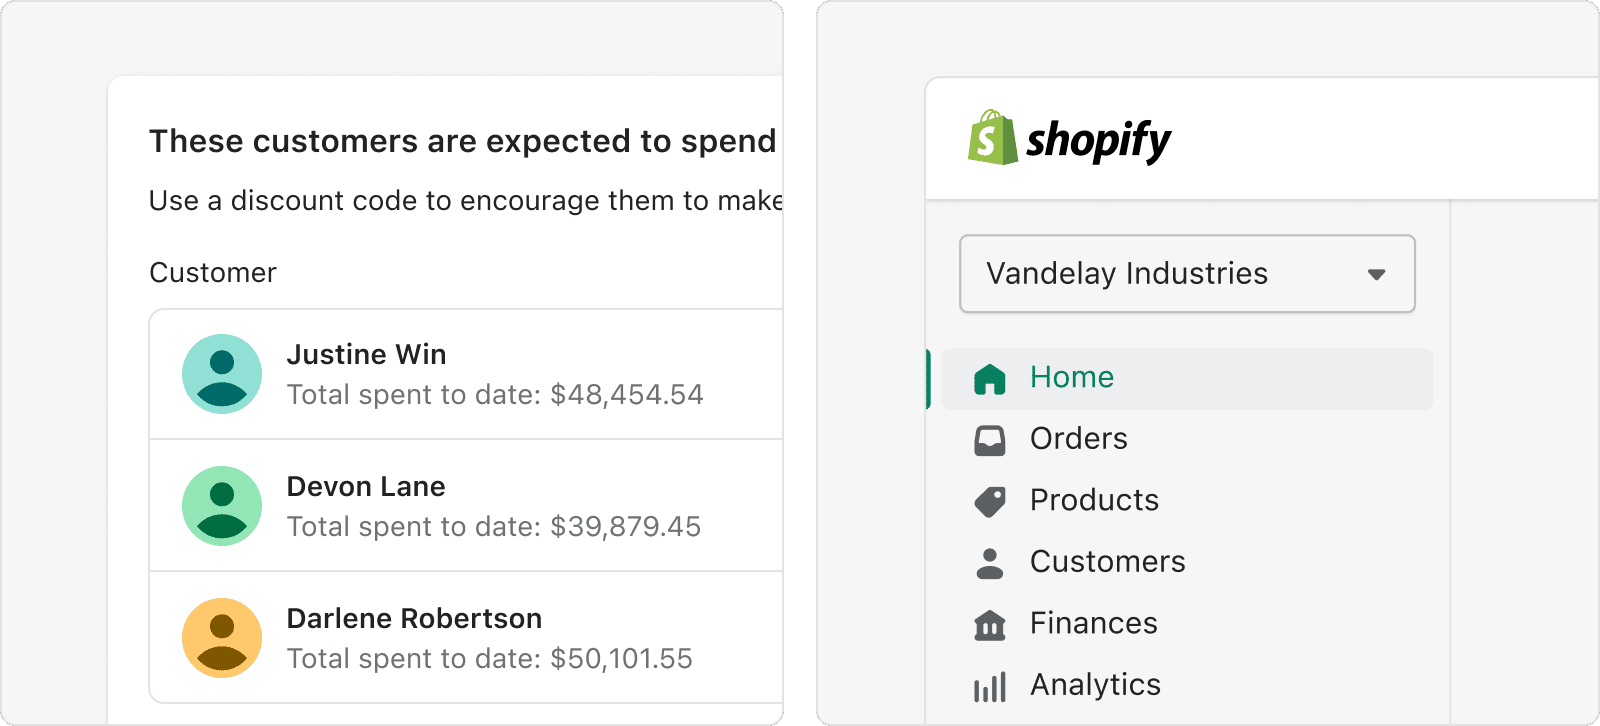 These customers are expected to spend
Use a discount code to encourage them to make
Customer
Justine Win
Total spent to date: $48,454.54
Devon Lane
Total spent to date: $39,879.45
Darlene Robertson
Total spent to date: $50,101.55
shopify
Vandelay Industries
Home
Orders
Products
Customers
Finances
Analytics